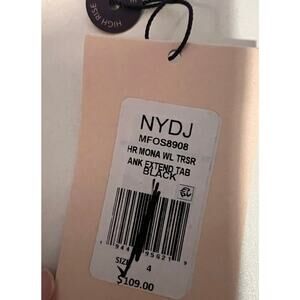 HIGH RISE
NYDJ
MFOS8908
HR MONA WL TRSR
ANK EXTEND TAB
BLACK
SIZE 4
$109.00